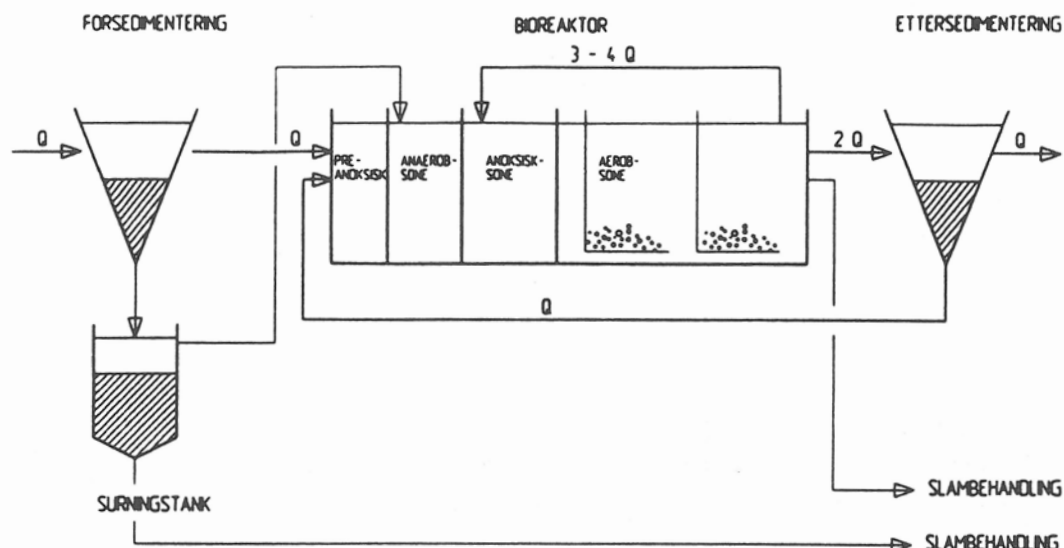 FORSEDIMENTERING
BIOREAKTOR
ETTERSEDIMENTERING
3 - 4 Q
Q
Q
2 Q
Q
PRE-
ANOKSISK
ANAEROB-
SONE
ANOKSISK-
SONE
AEROB-
SONE
Q
SURNINGSTANK
SLAMBEHANDLING
SLAMBEHANDLING